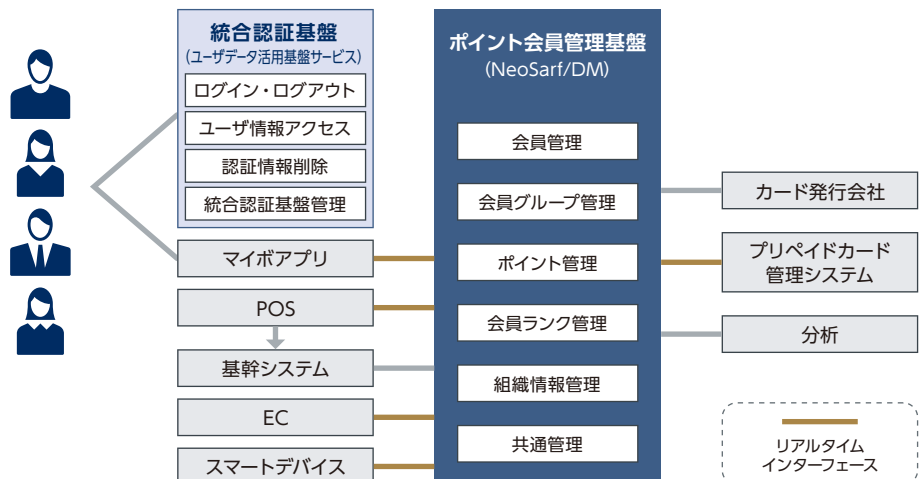 統合認証基盤
(ユーザデータ活用基盤サービス)
ログイン・ログアウト
ユーザ情報アクセス
認証情報削除
統合認証基盤管理
マイボアプリ
POS
基幹システム
EC
スマートデバイス
ポイント会員管理基盤
(NeoSarf/DM)
会員管理
会員グループ管理
ポイント管理
会員ランク管理
組織情報管理
共通管理
カード発行会社
プリペイドカード
管理システム
分析
リアルタイム
インターフェース